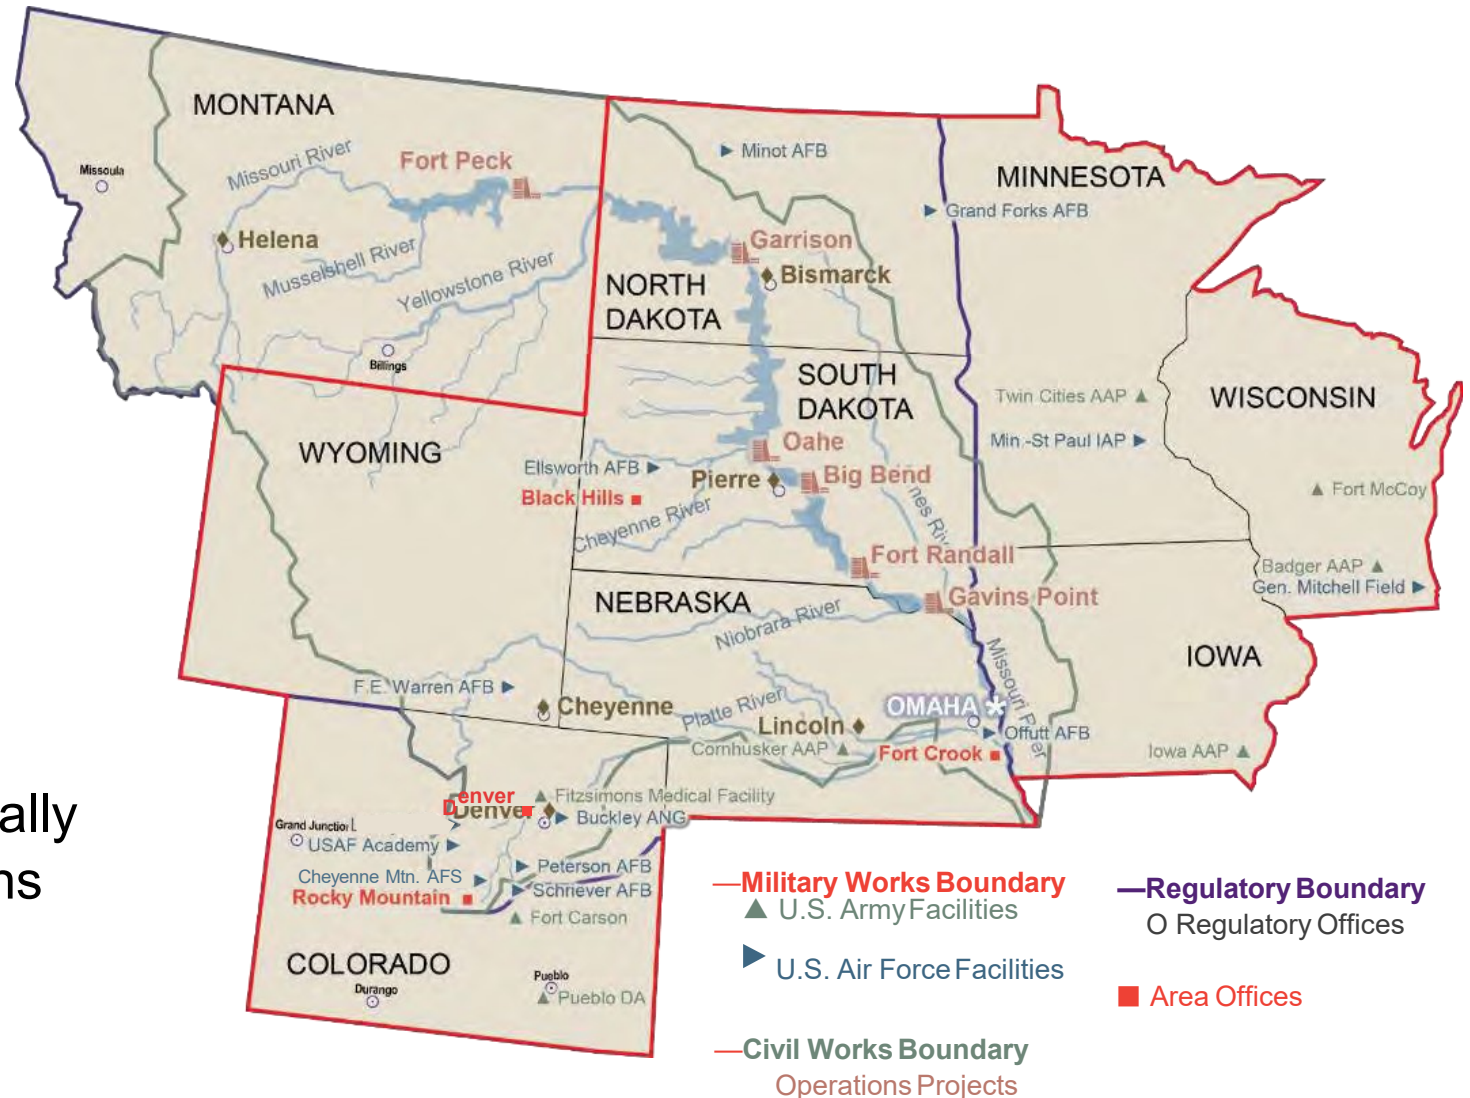 MONTANA
Missoula
Missouri River
Fort Peck
Helena
Musselshell River
Yellowstone River
Billings
Minot AFB
MINNESOTA
Grand Forks AFB
Garrison
Bismarck
NORTH
DAKOTA
SOUTH
DAKOTA
Twin Cities AAP
Min.-St Paul IAP
WISCONSIN
Fort McCoy
Badger AAP
Gen. Mitchell Field
WYOMING
Ellsworth AFB
Black Hills
Oahe
Pierre
Big Bend
Cheyenne River
nes Riv
Fort Randall
Gavins Point
NEBRASKA
Niobrara River
Missouri River
IOWA
F.E. Warren AFB
Cheyenne
Platte River
OMAHA *
Lincoln
Offutt AFB
Cornhusker AAP
Fort Crook
Iowa AAP
ally
ns
Denver
Denver
Fitzsimons Medical Facility
Buckley ANG
Grand Junction
USAF Academy
Cheyenne Mtn. AFS
Peterson AFB
Rocky Mountain
Schriever AFB
Fort Carson
COLORADO
Durango
Pueblo
Pueblo DA
—Military Works Boundary
U.S. Army Facilities
U.S. Air Force Facilities
—Civil Works Boundary
Operations Projects
—Regulatory Boundary
O Regulatory Offices
Area Offices